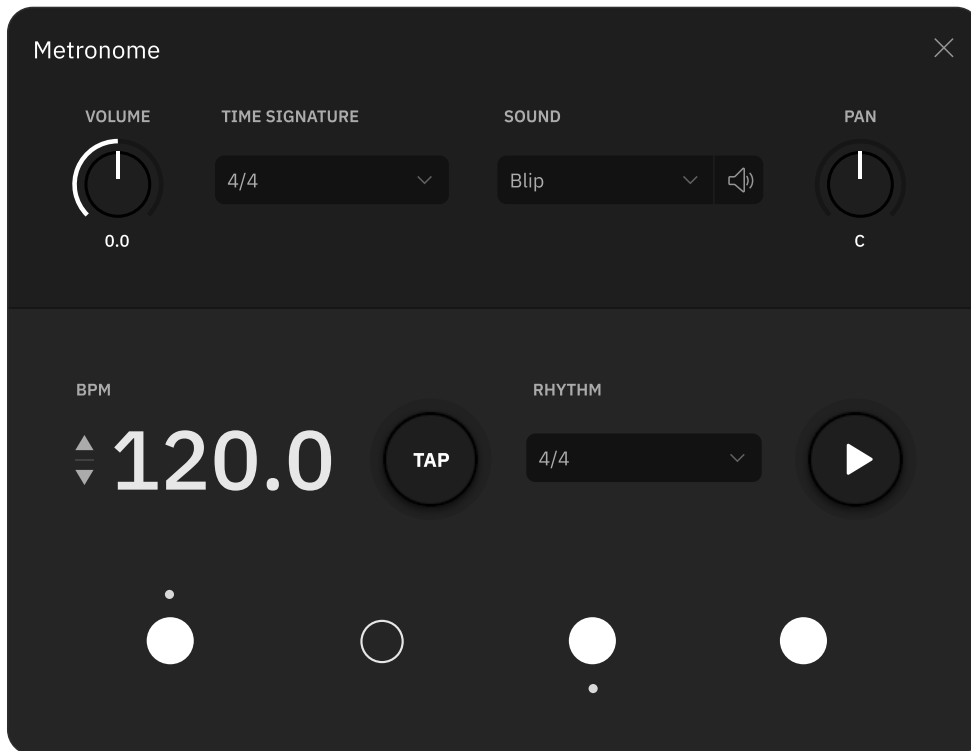 Metronome
VOLUME
TIME SIGNATURE
SOUND
PAN
4/4
Blip
0.0
C
BPM
RHYTHM
120.0
TAP
4/4